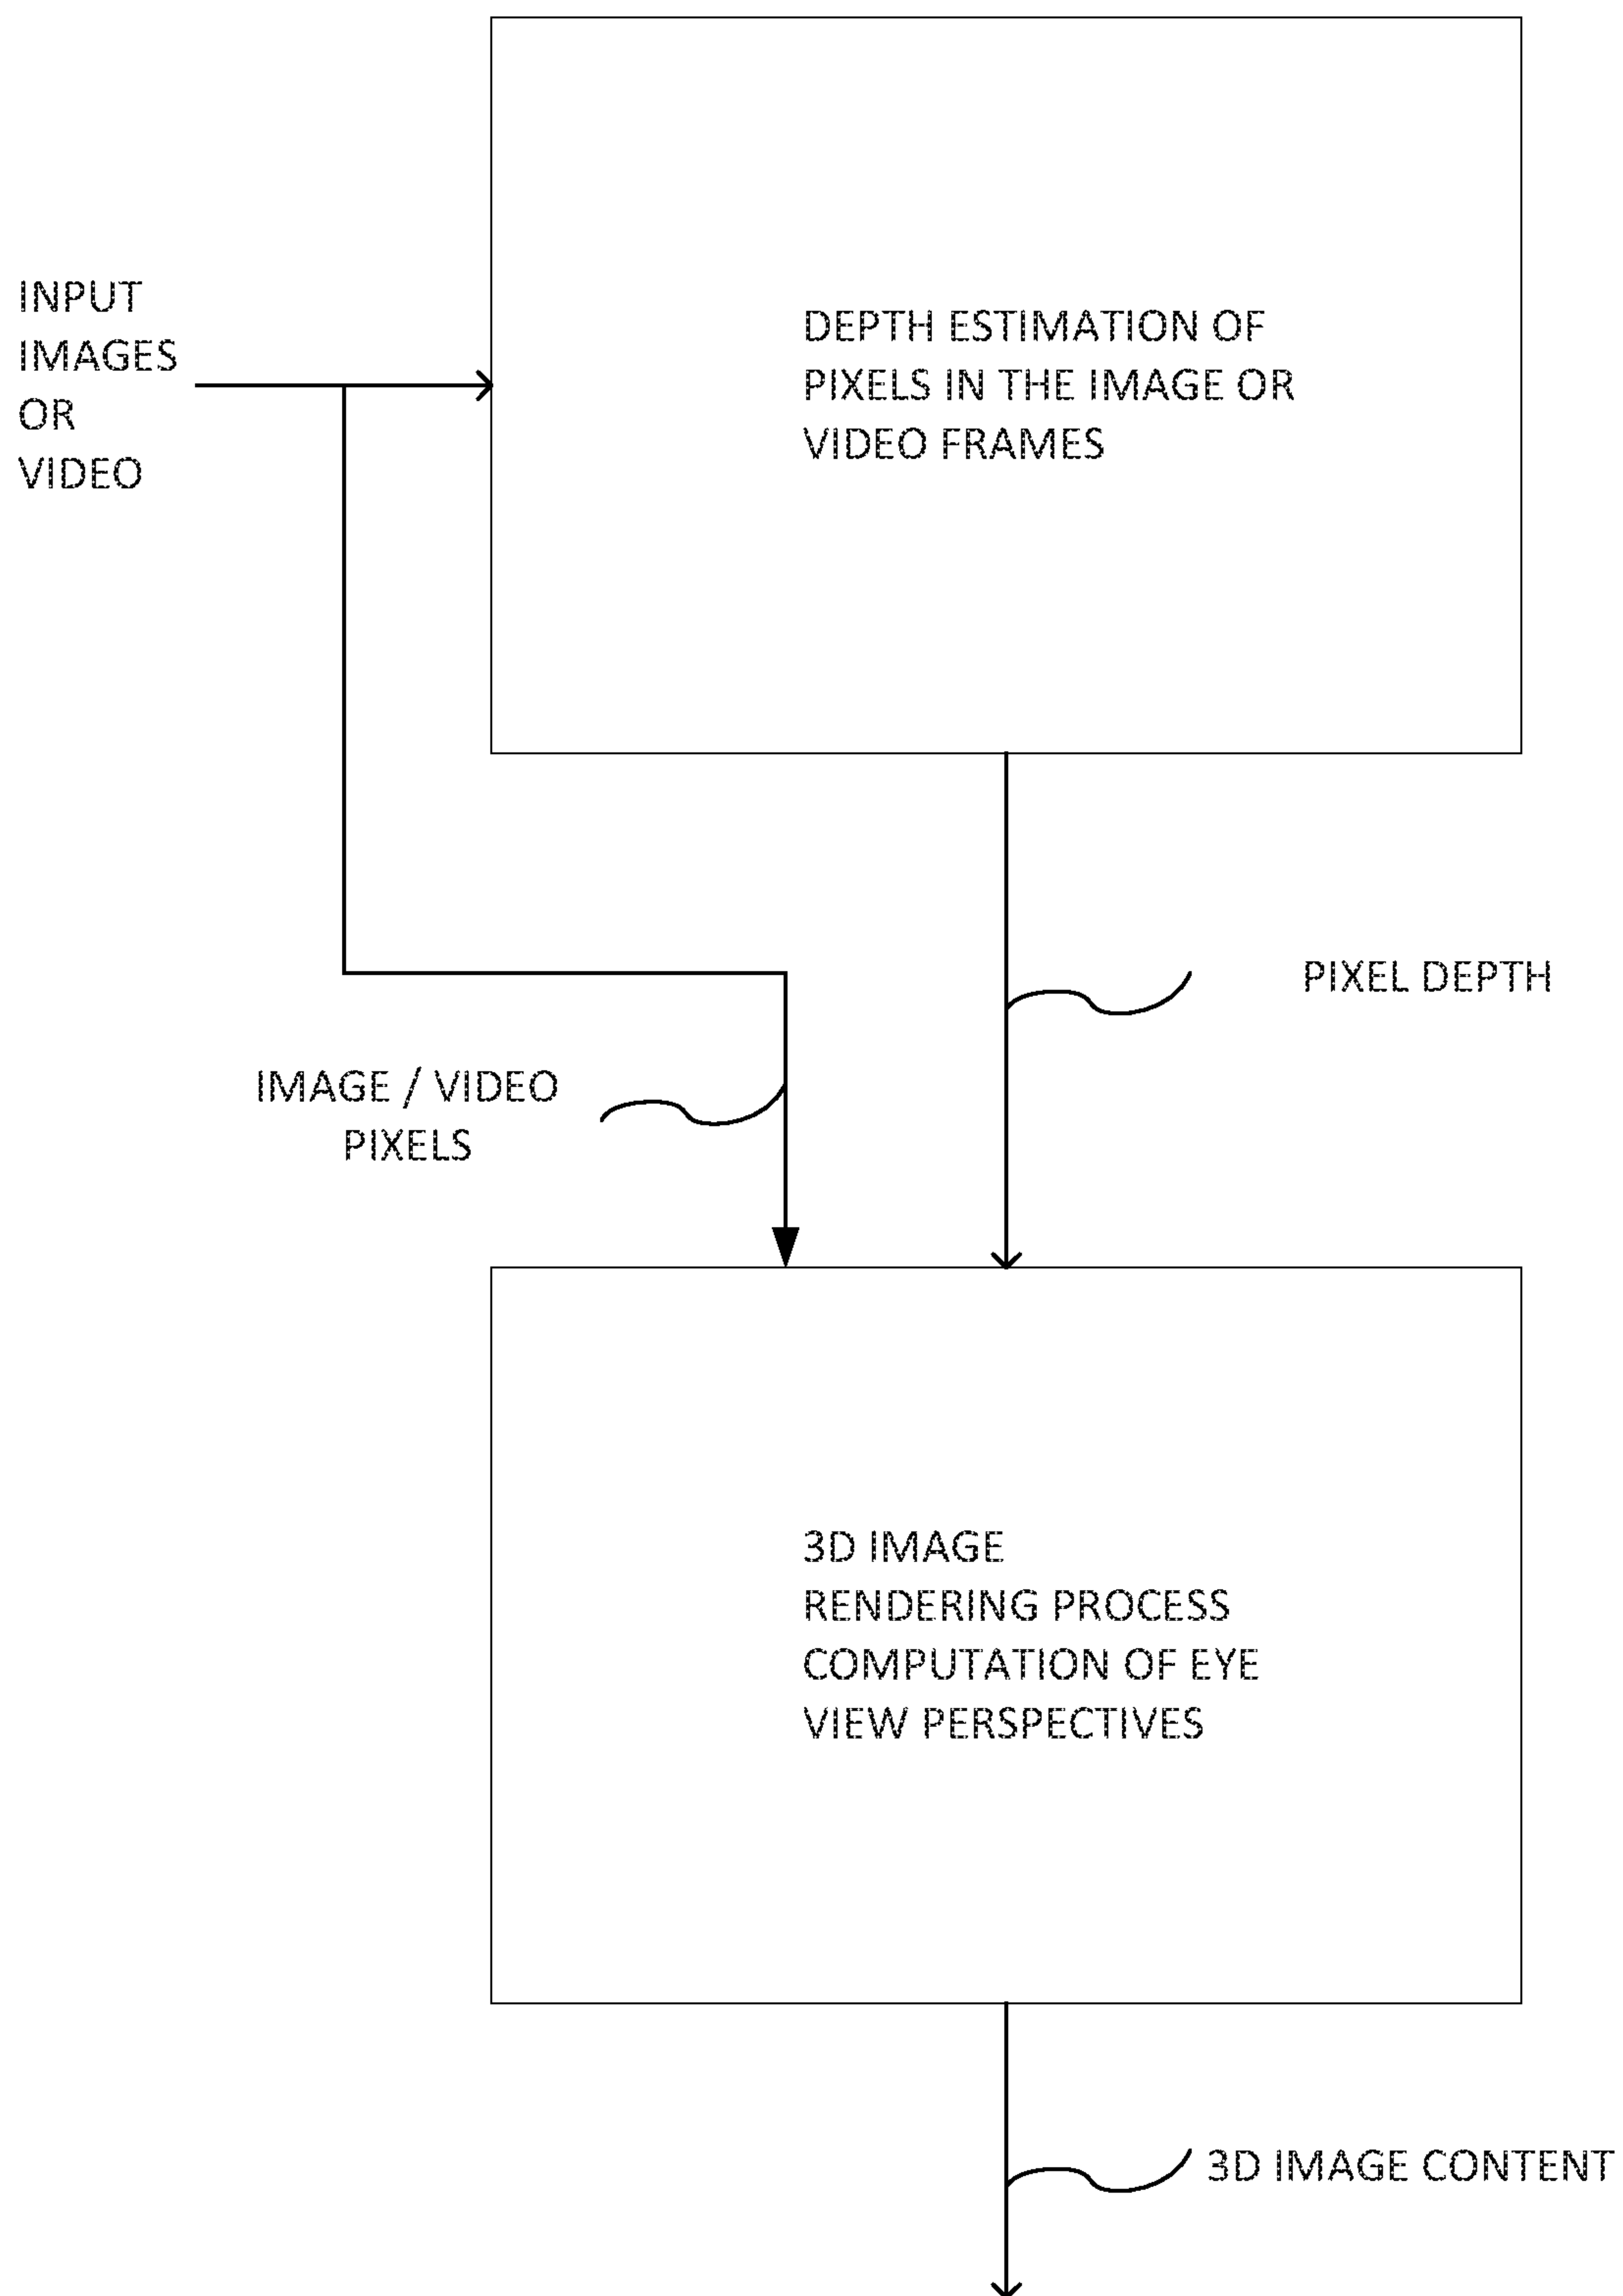 INPUT
IMAGES
OR
VIDEO
DEPTH ESTIMATION OF
PIXELS IN THE IMAGE OR
VIDEO FRAMES
PIXEL DEPTH
IMAGE / VIDEO
PIXELS
3D IMAGE
RENDERING PROCESS
COMPUTATION OF EYE
VIEW PERSPECTIVES
3D IMAGE CONTENT